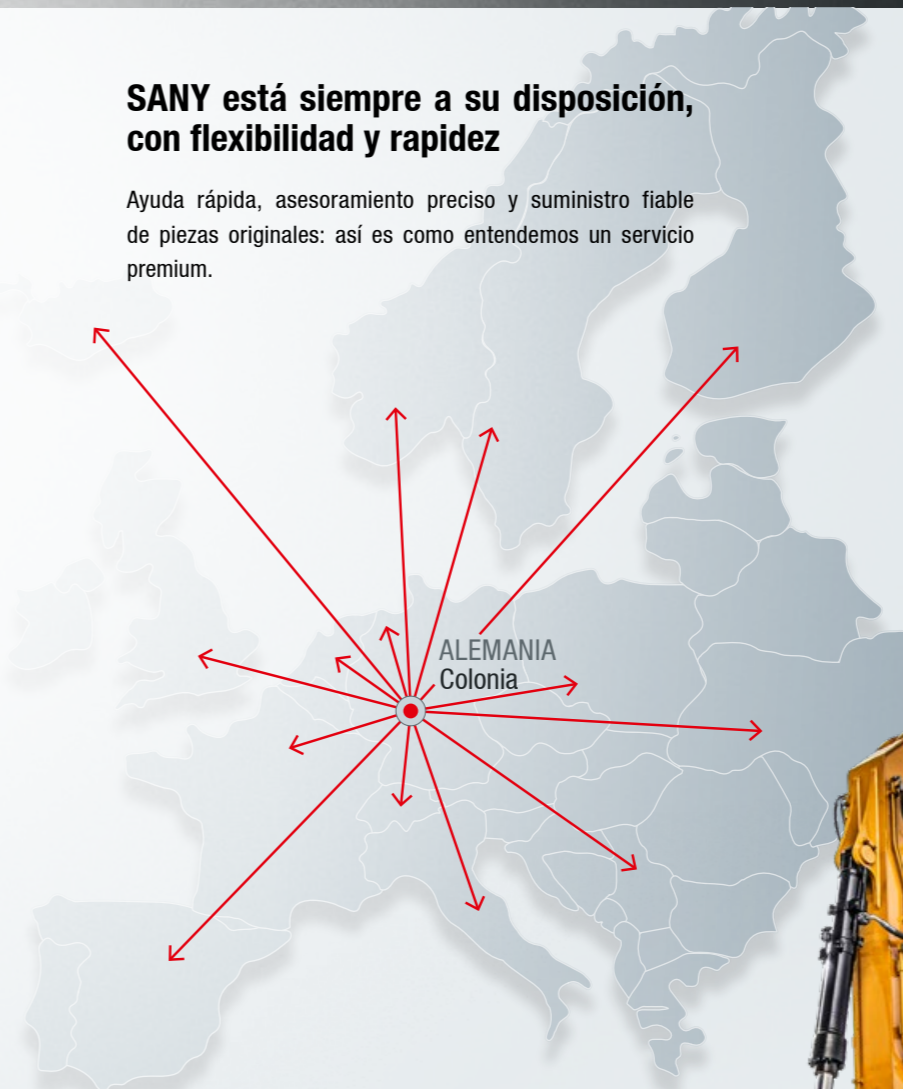 SANY está siempre a su disposición,
con flexibilidad y rapidez
Ayuda rápida, asesoramiento preciso y suministro fiable
de piezas originales: así es como entendemos un servicio
premium.
ALEMANIA
Colonia